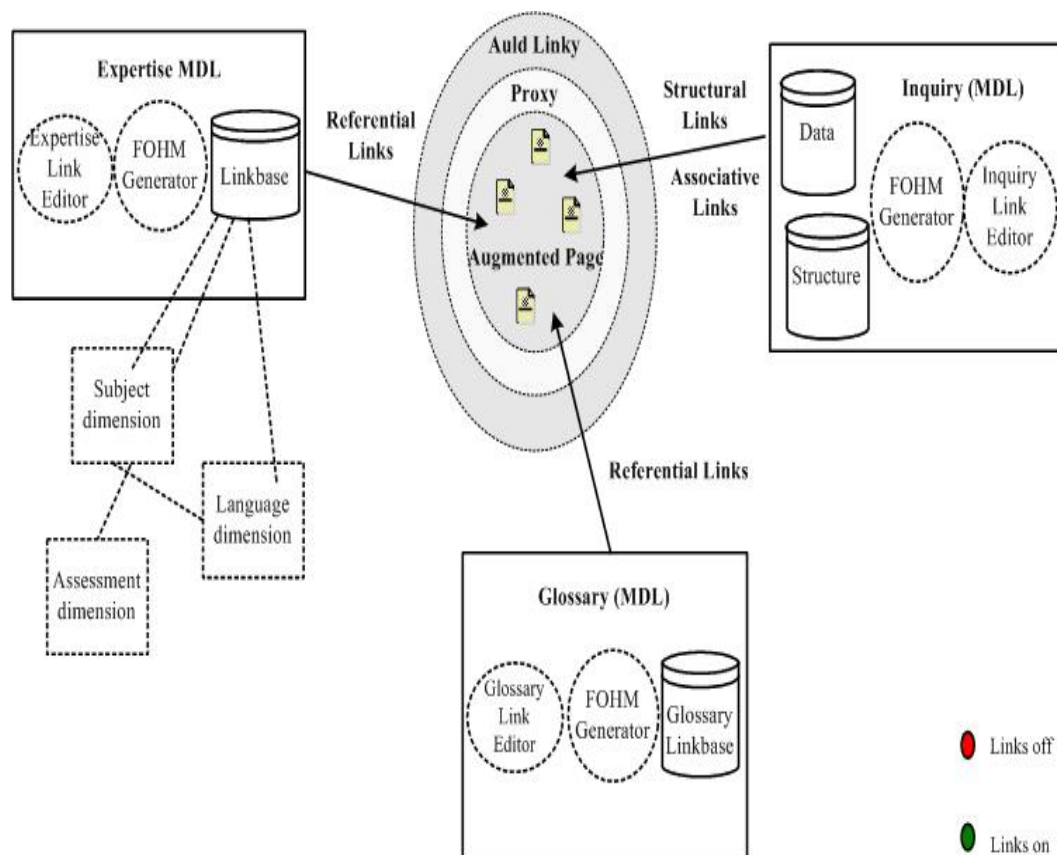 Expertise MDL
Expertise
Link
Editor
FOHM
Generator
Linkbase
Referential
Links
Auld Linky
Proxy
Augmented Page
Structural
Links
Associative
Links
Inquiry (MDL)
Data
Structure
FOHM
Generator
Inquiry
Link
Editor
Subject
dimension
Language
dimension
Assessment
dimension
Referential Links
Glossary (MDL)
Glossary
Link
Editor
FOHM
Generator
Glossary
Linkbase
Links off
Links on